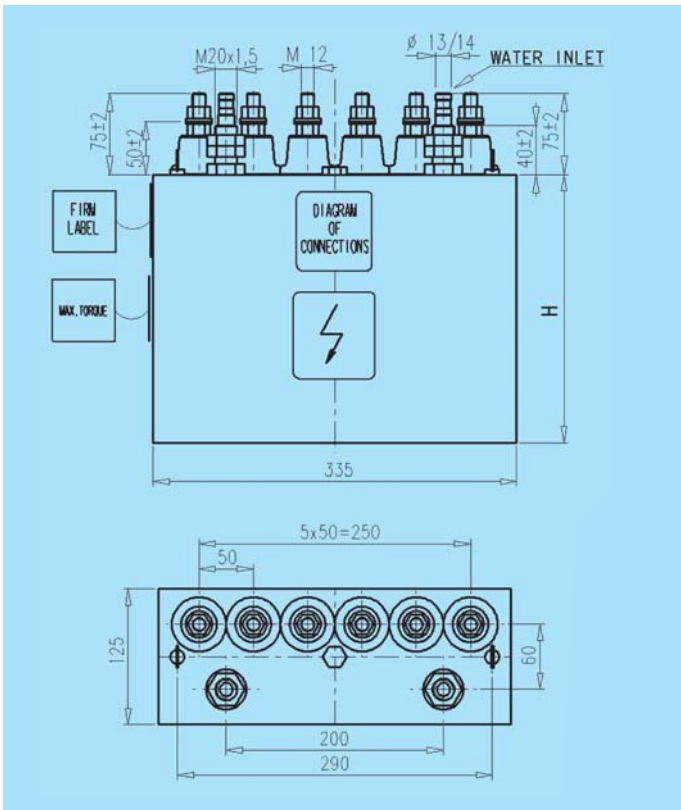 M20x1,5
M 12
Ø 13/14
WATER INLET
75±2
50±2
40±2
75±2
FIRM
LABEL
DIAGRAM
OF
CONNECTIONS
MAX.TORQUE
H
335
5x50=250
50
125
60
200
290